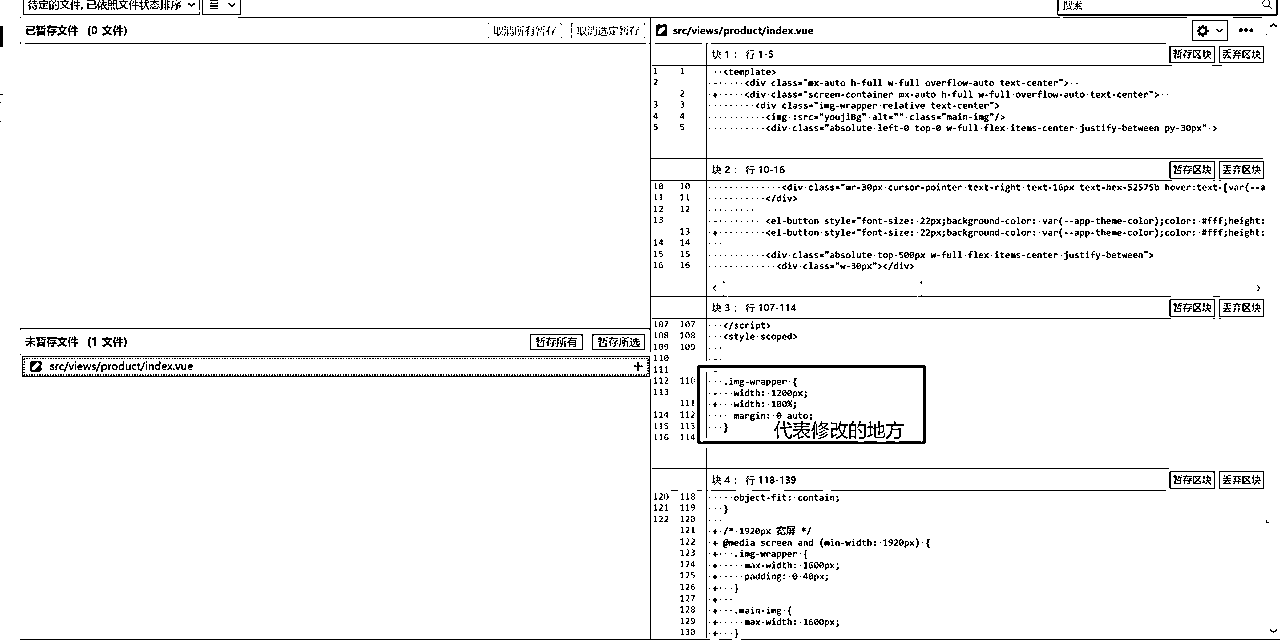 待定的文件, 已依照文件状态排序
搜索
已暂存文件 (0 文件)
取消所有暂存
取消选定暂存
src/views/product/index.vue
块 1： 行 1-5
暂存区块
丢弃区块
1 1 <template>
2 - <div class="mx-auto h-full w-full overflow-auto text-center">
2 + <div class="screen-container mx-auto h-full w-full overflow-auto text-center">
3 3 <div class="img-wrapper relative text-center">
4 4 <img :src="youjiBg" alt="" class="main-img"/>
5 5 <div class="absolute left-0 top-0 w-full flex items-center justify-between py-30px" >
块 2： 行 10-16
暂存区块
丢弃区块
10 10 <div class="mr-30px cursor-pointer text-right text-16px text-hex-52575b hover:text-[var(--a
11 11 </div>
12 12
13 - <el-button style="font-size: 22px;background-color: var(--app-theme-color);color: #fff;height:
13 + <el-button style="font-size: 22px;background-color: var(--app-theme-color);color: #fff;height:
14 14
15 15 <div class="absolute top-500px w-full flex items-center justify-between">
16 16 <div class="w-30px"></div>
块 3： 行 107-114
暂存区块
丢弃区块
107 107 </script>
108 108 <style scoped>
109 109
110 -
111 -
112 110 .img-wrapper {
113 - width: 1200px;
111 + width: 100%;
114 112 margin: 0 auto;
115 113 }
116 114
代表修改的地方
未暂存文件 (1 文件)
暂存所有
暂存所选
src/views/product/index.vue
块 4： 行 118-139
暂存区块
丢弃区块
120 118 object-fit: contain;
121 119 }
122 120
121 + /* 1920px 宽屏 */
122 + @media screen and (min-width: 1920px) {
123 + .img-wrapper {
124 + max-width: 1600px;
125 + padding: 0 40px;
126 + }
127 +
128 + .main-img {
129 + max-width: 1600px;
130 + }